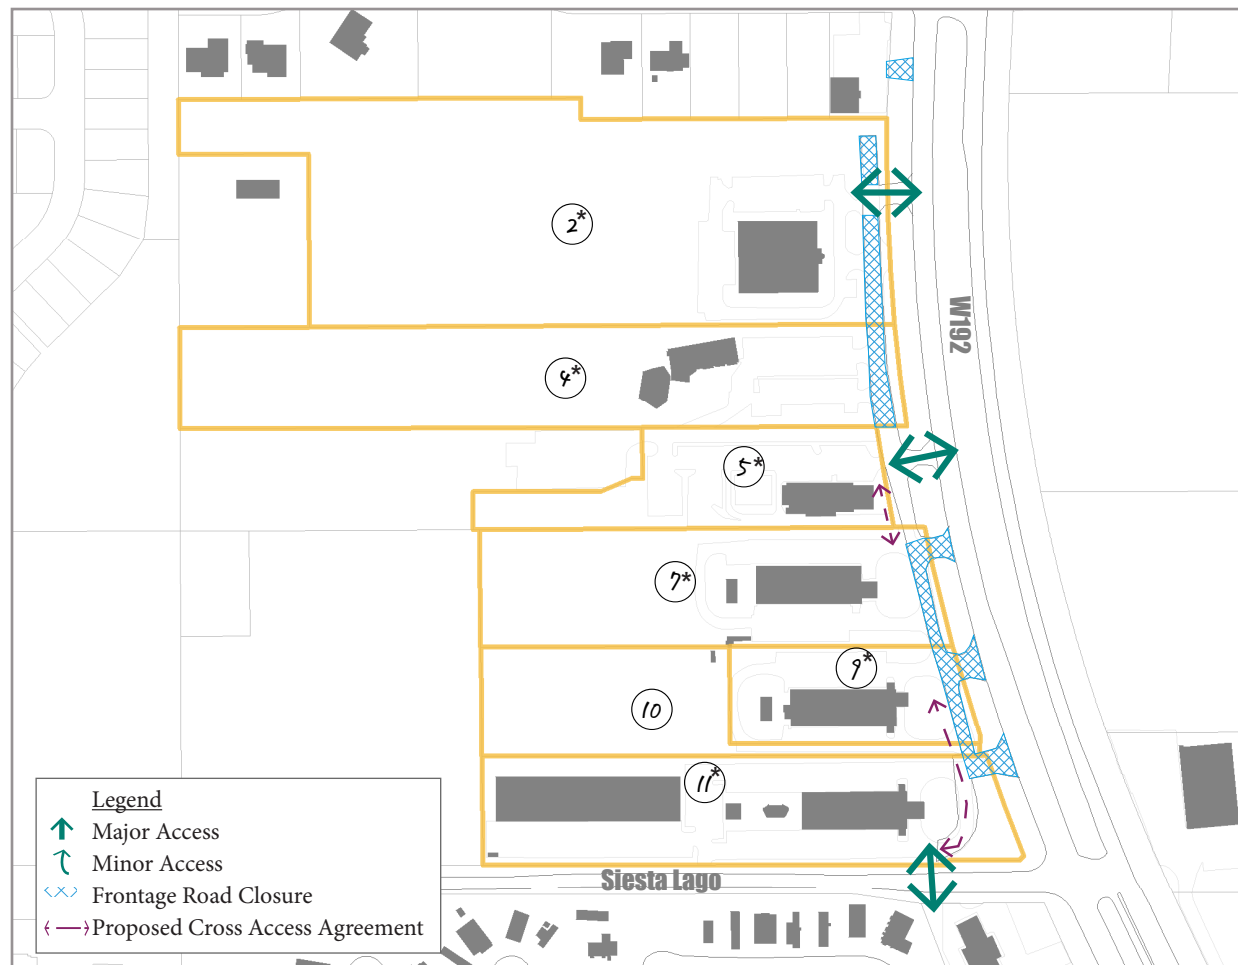 2*
W192
4*
5*
7*
9*
10
11*
Legend
Major Access
Minor Access
Frontage Road Closure
Proposed Cross Access Agreement
Siesta Lago